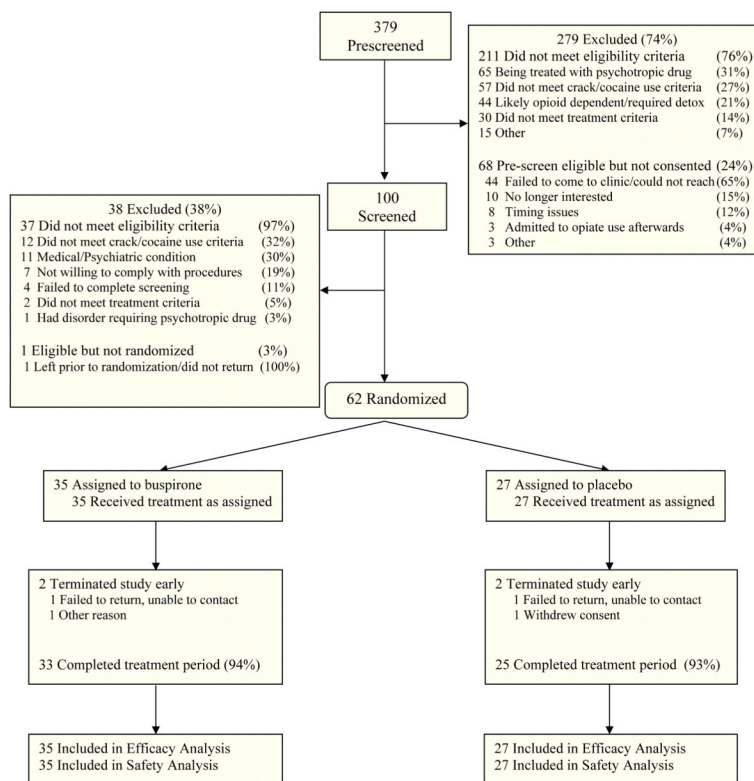 379
Prescreened
279 Excluded (74%)
211 Did not meet eligibility criteria (76%)
65 Being treated with psychotropic drug (31%)
57 Did not meet crack/cocaine use criteria (27%)
44 Likely opioid dependent/required detox (21%)
30 Did not meet treatment criteria (14%)
15 Other (7%)
68 Pre-screen eligible but not consented (24%)
44 Failed to come to clinic/could not reach (65%)
10 No longer interested (15%)
8 Timing issues (12%)
3 Admitted to opiate use afterwards (4%)
3 Other (4%)
100
Screened
38 Excluded (38%)
37 Did not meet eligibility criteria (97%)
12 Did not meet crack/cocaine use criteria (32%)
11 Medical/Psychiatric condition (30%)
7 Not willing to comply with procedures (19%)
4 Failed to complete screening (11%)
2 Did not meet treatment criteria (5%)
1 Had disorder requiring psychotropic drug (3%)
1 Eligible but not randomized (3%)
1 Left prior to randomization/did not return (100%)
62 Randomized
35 Assigned to buspirone
35 Received treatment as assigned
27 Assigned to placebo
27 Received treatment as assigned
2 Terminated study early
1 Failed to return, unable to contact
1 Other reason
33 Completed treatment period (94%)
2 Terminated study early
1 Failed to return, unable to contact
1 Withdrew consent
25 Completed treatment period (93%)
35 Included in Efficacy Analysis
35 Included in Safety Analysis
27 Included in Efficacy Analysis
27 Included in Safety Analysis